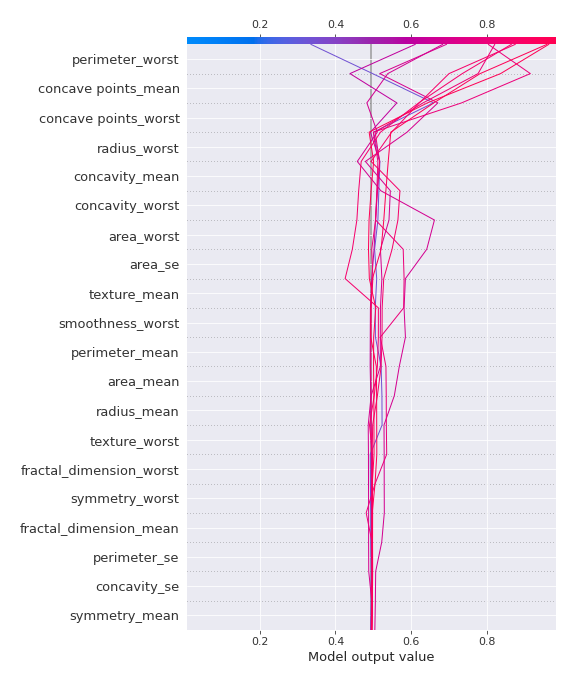 0.2 0.4 0.6 0.8
perimeter_worst
concave points_mean
concave points_worst
radius_worst
concavity_mean
concavity_worst
area_worst
area_se
texture_mean
smoothness_worst
perimeter_mean
area_mean
radius_mean
texture_worst
fractal_dimension_worst
symmetry_worst
fractal_dimension_mean
perimeter_se
concavity_se
symmetry_mean
0.2 0.4 0.6 0.8
Model output value